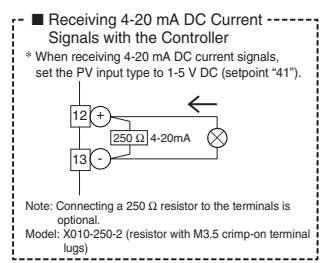 ■ Receiving 4-20 mA DC Current
Signals with the Controller
* When receiving 4-20 mA DC current signals,
set the PV input type to 1-5 V DC (setpoint “41”).
12 +
250 Ω 4-20mA
13 -
Note: Connecting a 250 Ω resistor to the terminals is
optional.
Model: X010-250-2 (resistor with M3.5 crimp-on terminal
lugs)